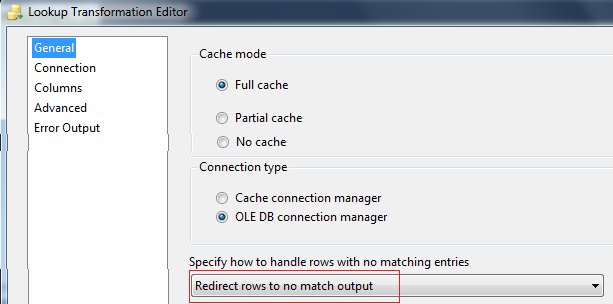 Lookup Transformation Editor
General
Connection
Columns
Advanced
Error Output
Cache mode
Full cache
Partial cache
No cache
Connection type
Cache connection manager
OLE DB connection manager
Specify how to handle rows with no matching entries
Redirect rows to no match output